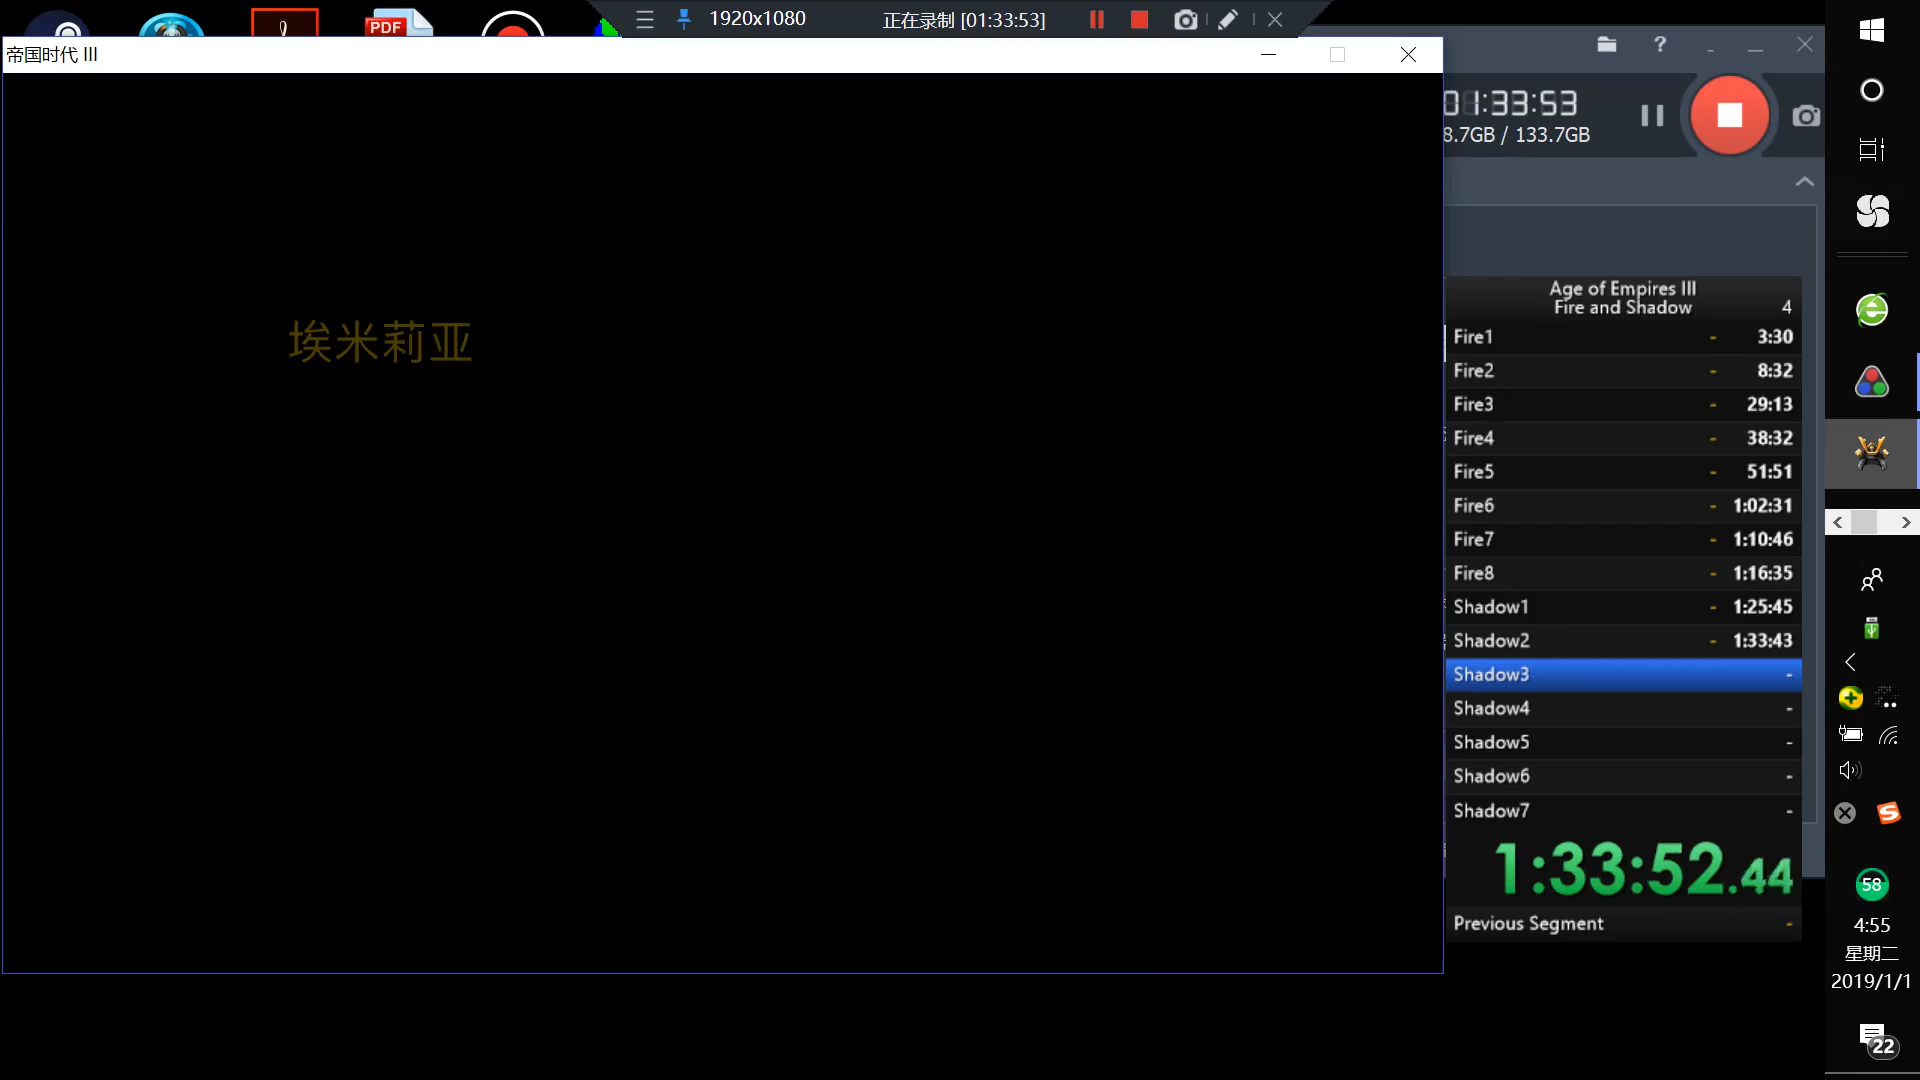 1920x1080
正在录制 [01:33:53]
帝国时代 III
01:33:53
8.7GB / 133.7GB
PDF
埃米莉亚
Age of Empires III
Fire and Shadow 4
Fire1 - 3:30
Fire2 - 8:32
Fire3 - 29:13
Fire4 - 38:32
Fire5 - 51:51
Fire6 - 1:02:31
Fire7 - 1:10:46
Fire8 - 1:16:35
Shadow1 - 1:25:45
Shadow2 - 1:33:43
Shadow3 -
Shadow4 -
Shadow5 -
Shadow6 -
Shadow7 -
1:33:52.44
Previous Segment -
58
4:55
星期二
2019/1/1
22